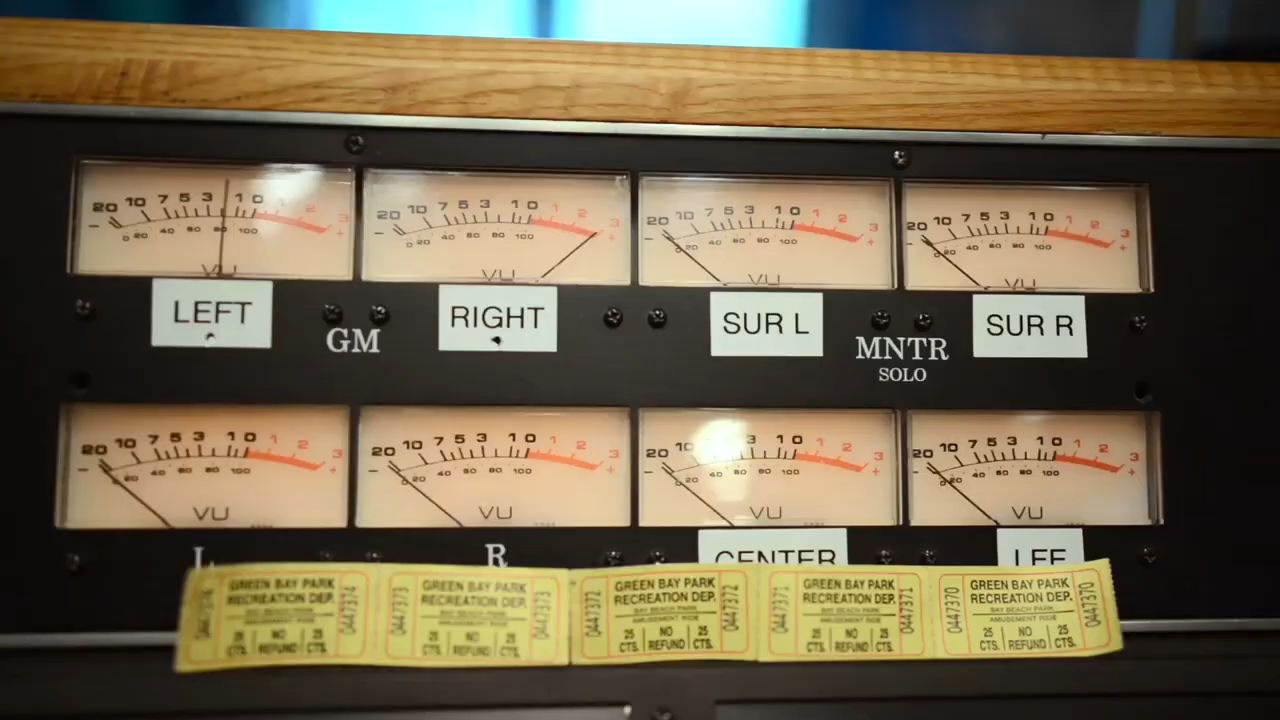 20 10 7 5 3 1 0 1 2 3
- 0 20 40 60 80 100 +
VU
20 10 7 5 3 1 0 1 2 3
- 0 20 40 60 80 100 +
VU
20 10 7 5 3 1 0 1 2 3
- 0 20 40 60 80 100 +
VU
20 10 7 5 3 1 0 1 2 3
- 0 20 40 60 80 100 +
VU
LEFT
GM
RIGHT
SUR L
MNTR
SOLO
SUR R
20 10 7 5 3 1 0 1 2 3
- 0 20 40 60 80 100 +
VU
20 10 7 5 3 1 0 1 2 3
- 0 20 40 60 80 100 +
VU
20 10 3 1 0 1 2 3
- 0 20 40 60 80 100 +
VU
20 10 7 5 3 1 0 1 2 3
- 0 20 40 60 80 100 +
VU
L
R
CENTER
LFE
0447374
GREEN BAY PARK
RECREATION DEP.
BAY BEACH PARK
AMUSEMENT RIDE
25 CTS. NO REFUND 25 CTS.
0447374
0447373
GREEN BAY PARK
RECREATION DEP.
BAY BEACH PARK
AMUSEMENT RIDE
25 CTS. NO REFUND 25 CTS.
0447373
0447372
GREEN BAY PARK
RECREATION DEP.
BAY BEACH PARK
AMUSEMENT RIDE
25 CTS. NO REFUND 25 CTS.
0447372
0447371
GREEN BAY PARK
RECREATION DEP.
BAY BEACH PARK
AMUSEMENT RIDE
25 CTS. NO REFUND 25 CTS.
0447371
0447370
GREEN BAY PARK
RECREATION DEP.
BAY BEACH PARK
AMUSEMENT RIDE
25 CTS. NO REFUND 25 CTS.
0447370